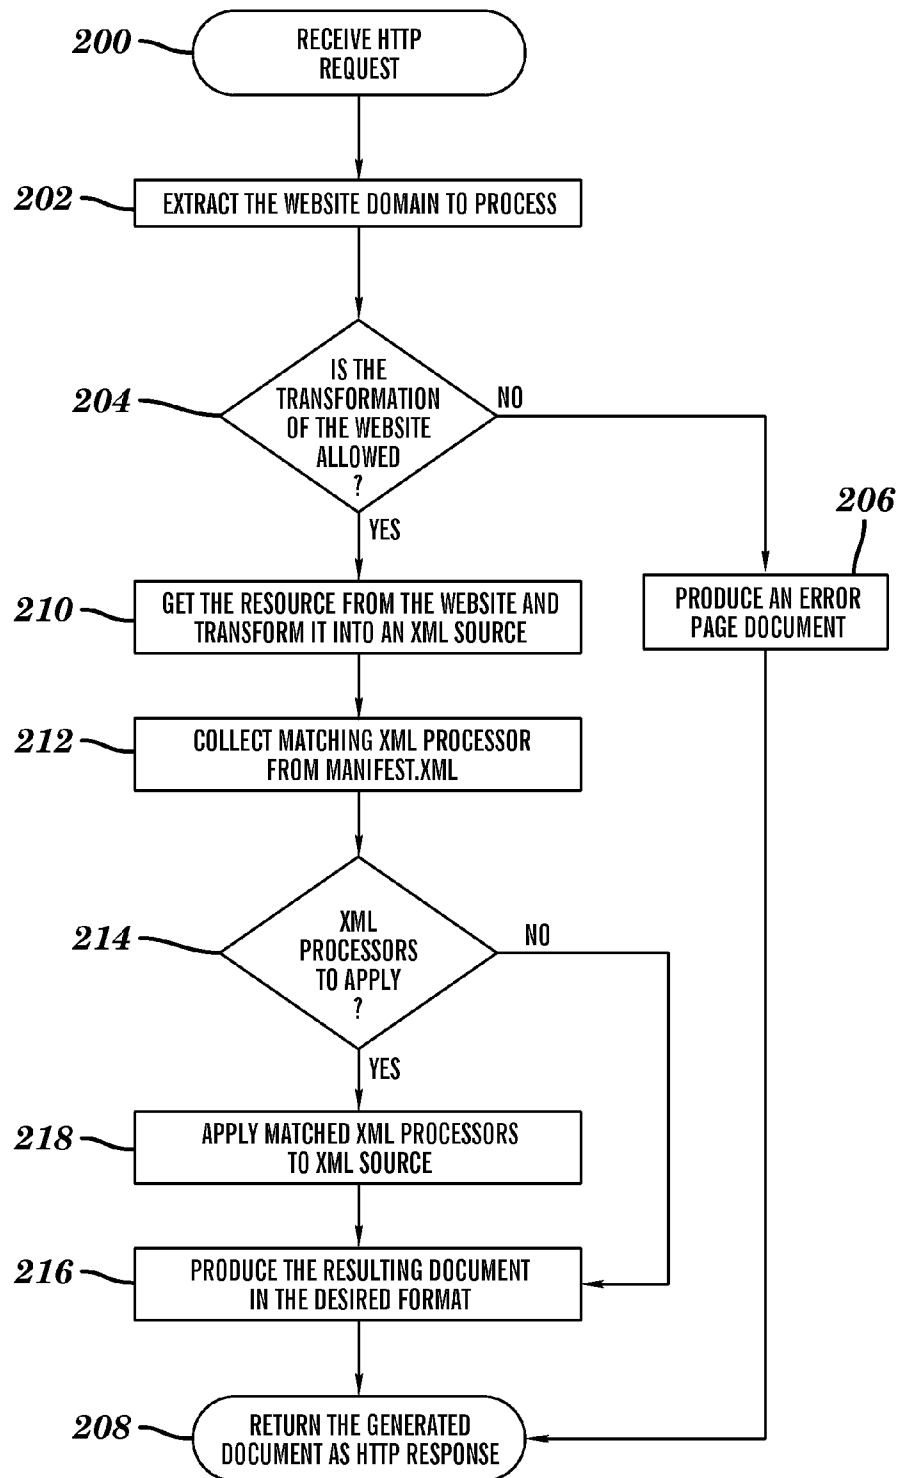 200
RECEIVE HTTP
REQUEST
202
EXTRACT THE WEBSITE DOMAIN TO PROCESS
204
IS THE
TRANSFORMATION
OF THE WEBSITE
ALLOWED
?
NO
YES
206
PRODUCE AN ERROR
PAGE DOCUMENT
210
GET THE RESOURCE FROM THE WEBSITE AND
TRANSFORM IT INTO AN XML SOURCE
212
COLLECT MATCHING XML PROCESSOR
FROM MANIFEST.XML
214
XML
PROCESSORS
TO APPLY
?
NO
YES
218
APPLY MATCHED XML PROCESSORS
TO XML SOURCE
216
PRODUCE THE RESULTING DOCUMENT
IN THE DESIRED FORMAT
208
RETURN THE GENERATED
DOCUMENT AS HTTP RESPONSE